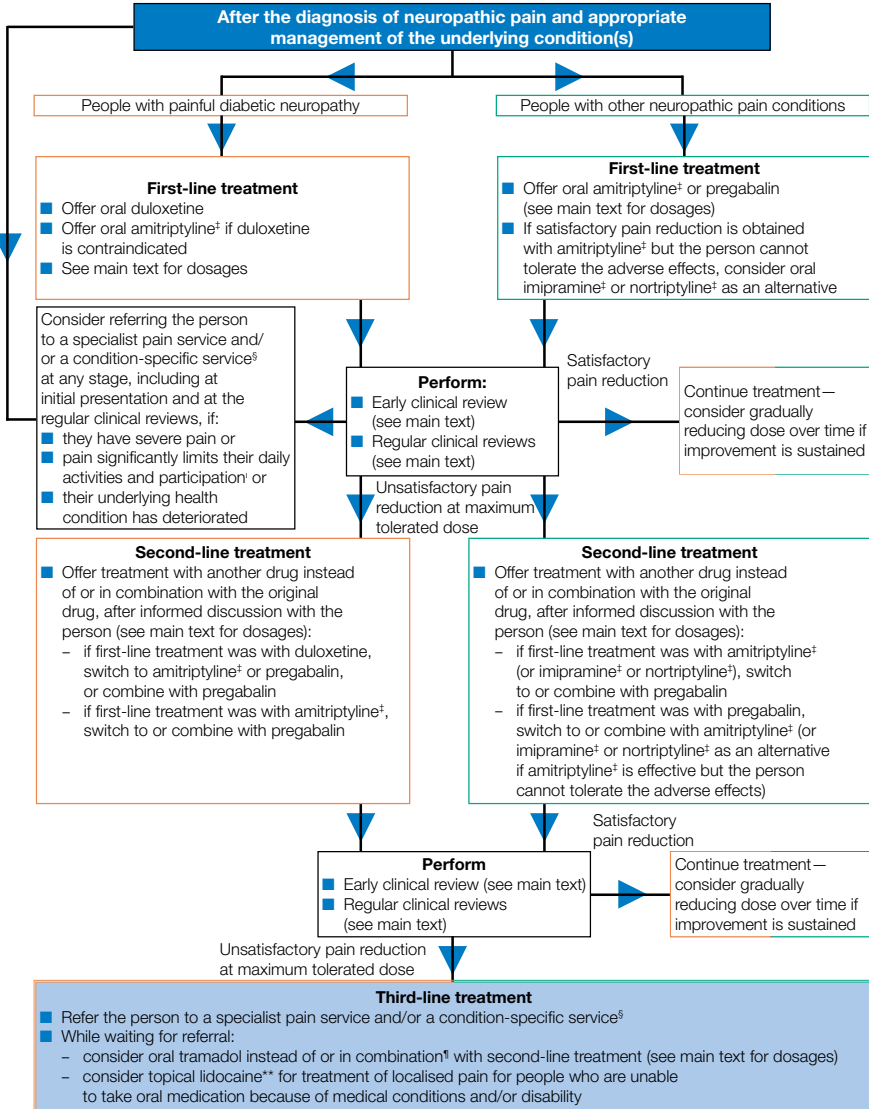 After the diagnosis of neuropathic pain and appropriate
management of the underlying condition(s)
People with painful diabetic neuropathy
People with other neuropathic pain conditions
First-line treatment
■ Offer oral duloxetine
■ Offer oral amitriptyline‡ if duloxetine
is contraindicated
■ See main text for dosages
First-line treatment
■ Offer oral amitriptyline‡ or pregabalin
(see main text for dosages)
■ If satisfactory pain reduction is obtained
with amitriptyline‡ but the person cannot
tolerate the adverse effects, consider oral
imipramine‡ or nortriptyline‡ as an alternative
Consider referring the person
to a specialist pain service and/
or a condition-specific service§
at any stage, including at
initial presentation and at the
regular clinical reviews, if:
■ they have severe pain or
■ pain significantly limits their daily
activities and participation or
■ their underlying health
condition has deteriorated
Perform:
■ Early clinical review
(see main text)
■ Regular clinical reviews
(see main text)
Satisfactory
pain reduction
Continue treatment—
consider gradually
reducing dose over time if
improvement is sustained
Unsatisfactory pain
reduction at maximum
tolerated dose
Second-line treatment
■ Offer treatment with another drug instead
of or in combination with the original
drug, after informed discussion with the
person (see main text for dosages):
– if first-line treatment was with duloxetine,
switch to amitriptyline‡ or pregabalin,
or combine with pregabalin
– if first-line treatment was with amitriptyline‡,
switch to or combine with pregabalin
Second-line treatment
■ Offer treatment with another drug instead
of or in combination with the original
drug, after informed discussion with the
person (see main text for dosages):
– if first-line treatment was with amitriptyline‡
(or imipramine‡ or nortriptyline‡), switch
to or combine with pregabalin
– if first-line treatment was with pregabalin,
switch to or combine with amitriptyline‡ (or
imipramine‡ or nortriptyline‡ as an alternative
if amitriptyline‡ is effective but the person
cannot tolerate the adverse effects)
Perform
■ Early clinical review (see main text)
■ Regular clinical reviews
(see main text)
Satisfactory
pain reduction
Continue treatment—
consider gradually
reducing dose over time if
improvement is sustained
Unsatisfactory pain reduction
at maximum tolerated dose
Third-line treatment
■ Refer the person to a specialist pain service and/or a condition-specific service§
■ While waiting for referral:
– consider oral tramadol instead of or in combination¶ with second-line treatment (see main text for dosages)
– consider topical lidocaine** for treatment of localised pain for people who are unable
to take oral medication because of medical conditions and/or disability